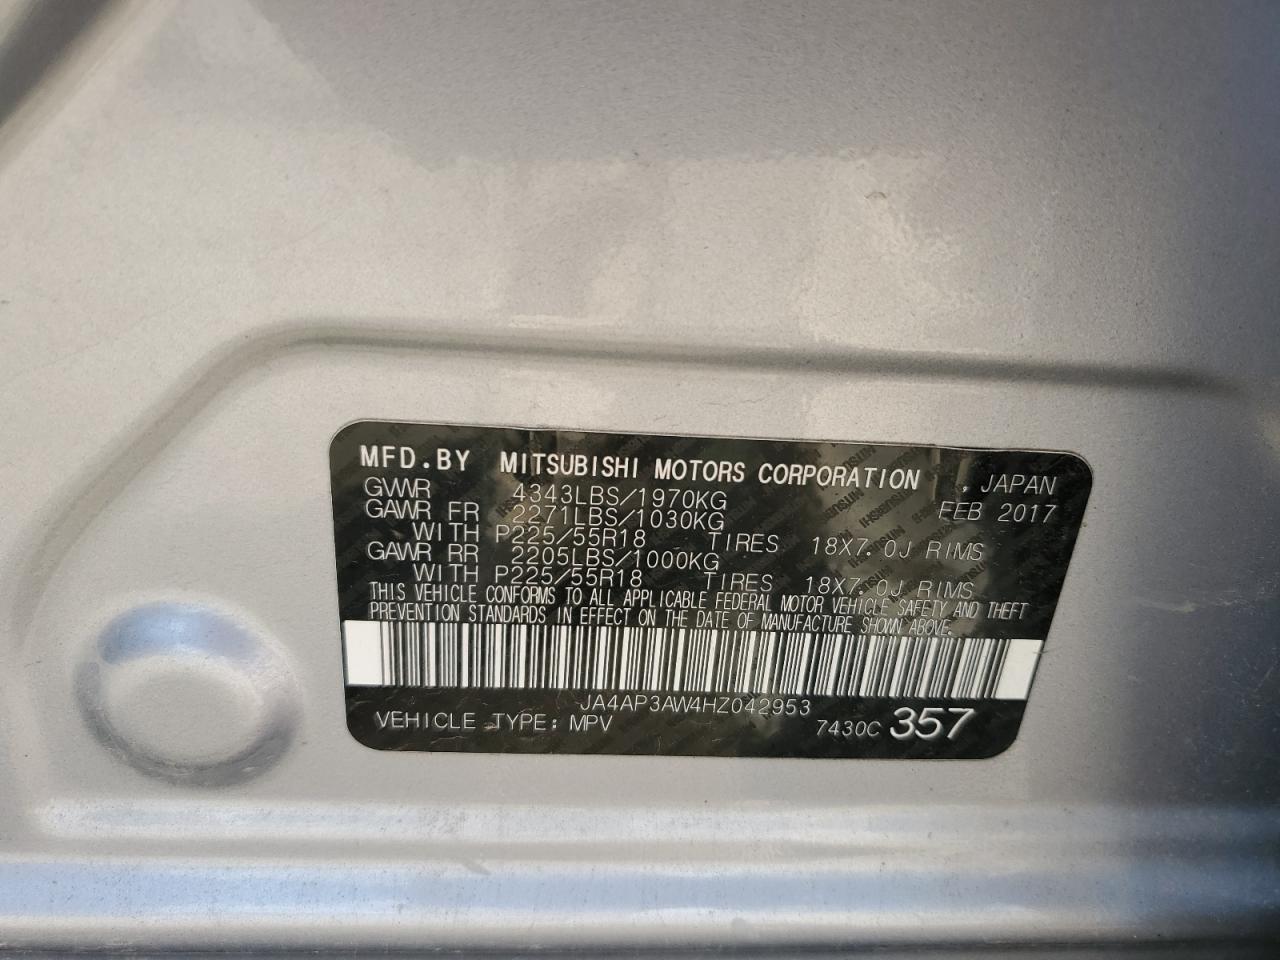 MFD.BY MITSUBISHI MOTORS CORPORATION , JAPAN
GVWR 4343LBS/1970KG FEB 2017
GAWR FR 2271LBS/1030KG
WITH P225/55R18 TIRES 18X7.0J RIMS
GAWR RR 2205LBS/1000KG
WITH P225/55R18 TIRES 18X7.0J RIMS
THIS VEHICLE CONFORMS TO ALL APPLICABLE FEDERAL MOTOR VEHICLE SAFETY AND THEFT
PREVENTION STANDARDS IN EFFECT ON THE DATE OF MANUFACTURE SHOWN ABOVE.
JA4AP3AW4HZ042953
VEHICLE TYPE: MPV 7430C 357